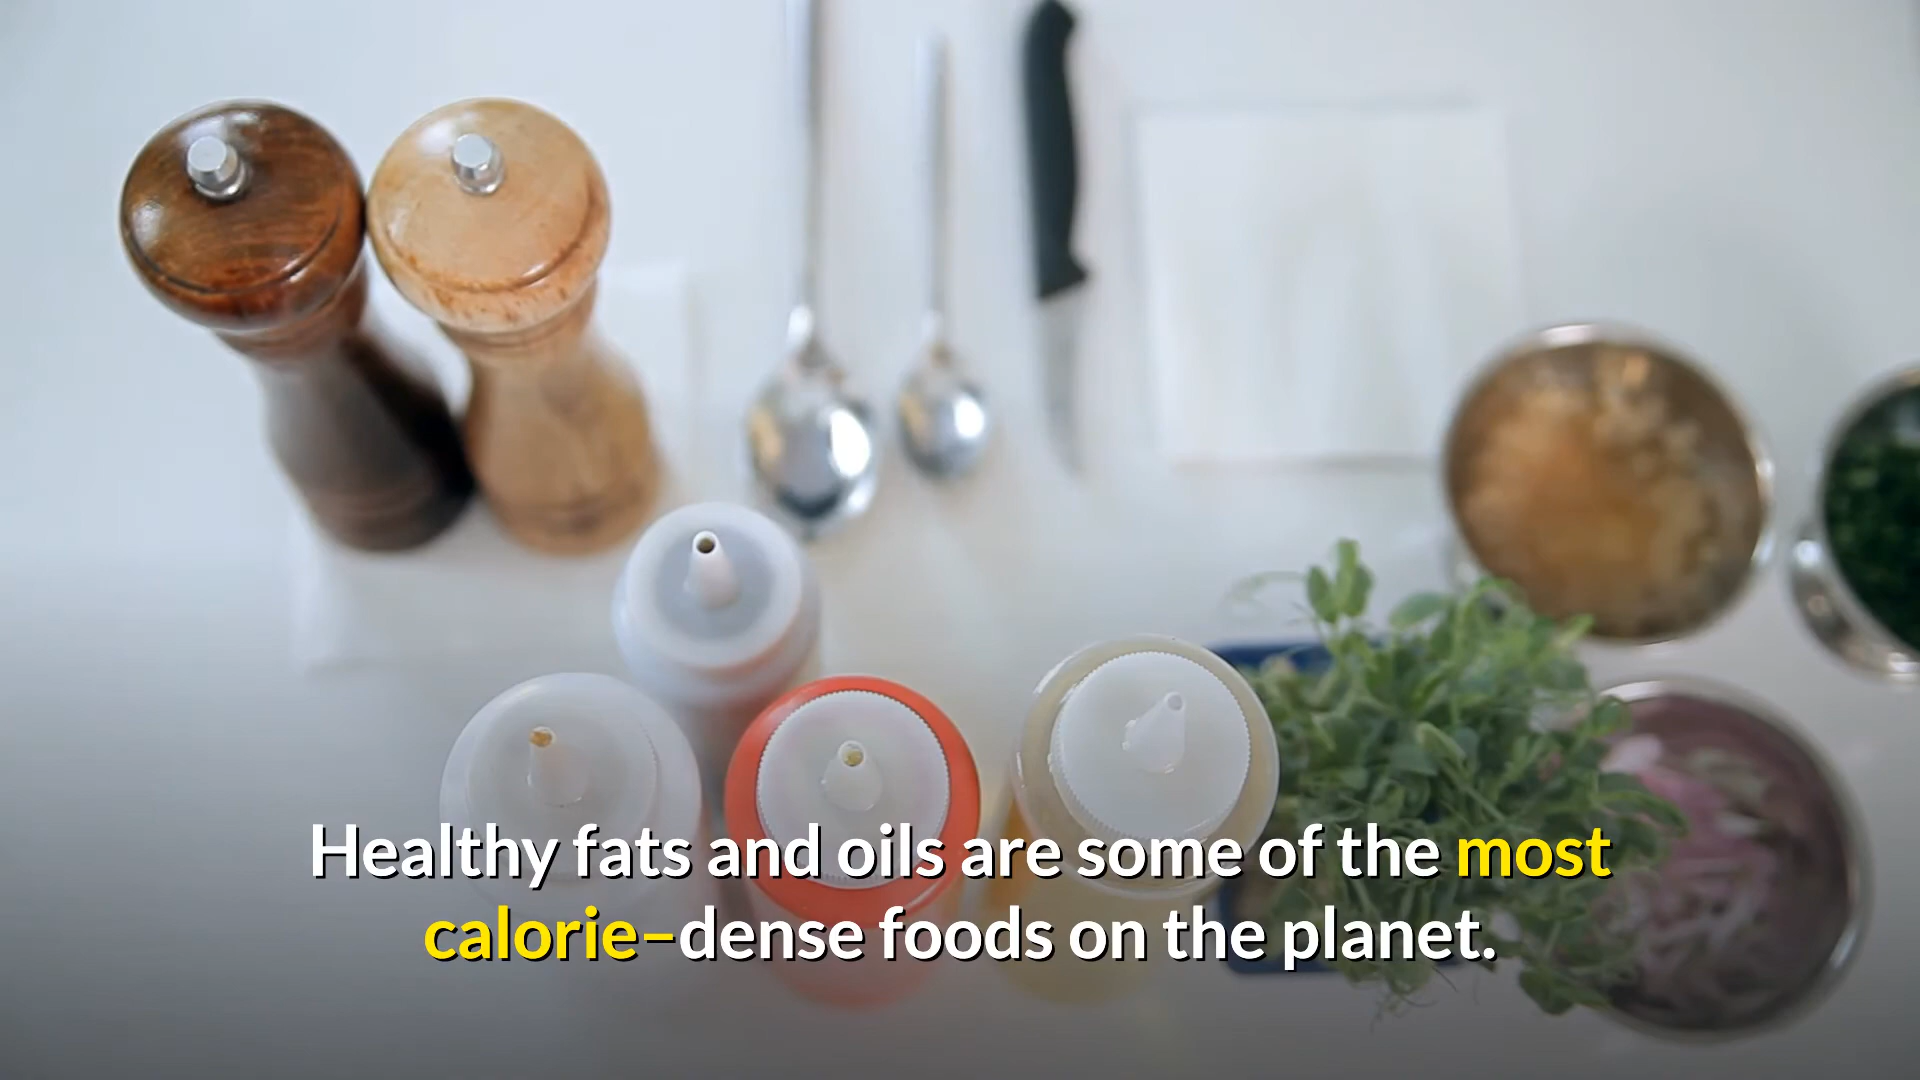 Healthy fats and oils are some of the most
calorie–dense foods on the planet.